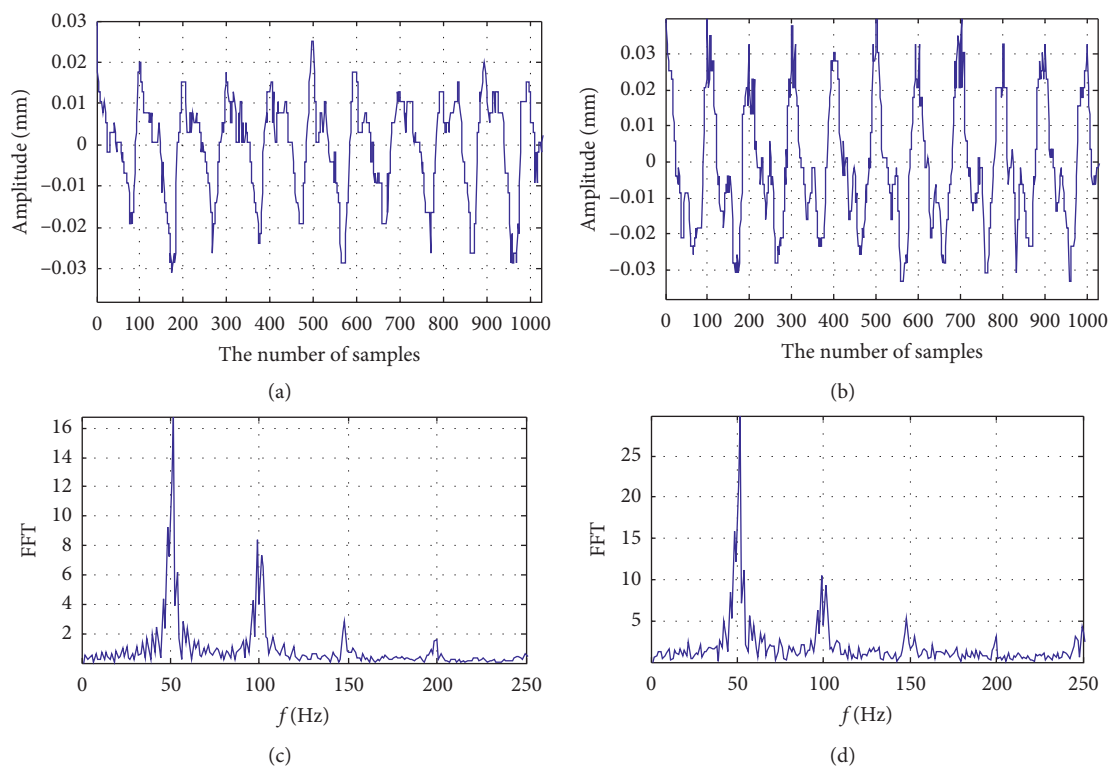 0.03
0.02
0.01
0
−0.01
−0.02
−0.03
Amplitude (mm)
0 100 200 300 400 500 600 700 800 900 1000
The number of samples
(a)
0.03
0.02
0.01
0
−0.01
−0.02
−0.03
Amplitude (mm)
0 100 200 300 400 500 600 700 800 900 1000
The number of samples
(b)
16
14
12
10
8
6
4
2
FFT
0 50 100 150 200 250
f (Hz)
(c)
25
20
15
10
5
FFT
0 50 100 150 200 250
f (Hz)
(d)